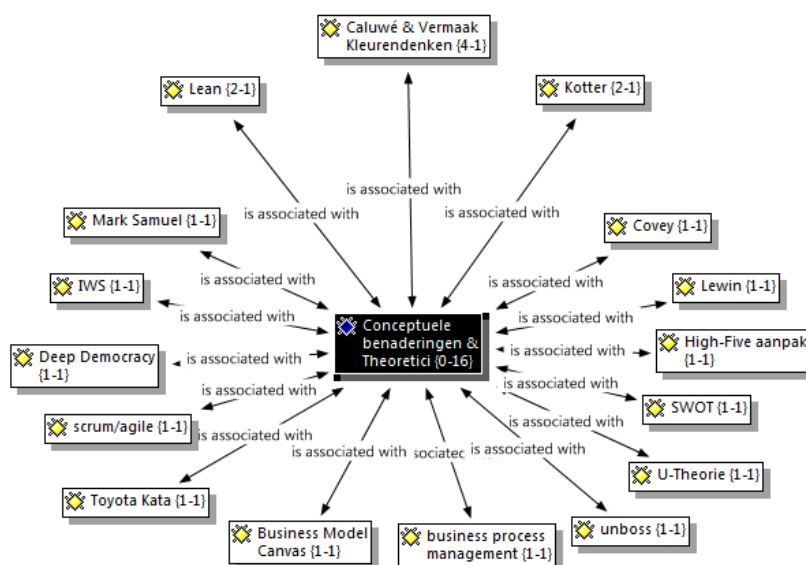 Caluwé & Vermaak
Kleurendenken {4-1}
Lean {2-1}
Kotter {2-1}
is associated with
is associated with
is associated with
Mark Samuel {1-1}
Covey {1-1}
is associated with
is associated with
IWS {1-1}
Lewin {1-1}
is associated with
is associated with
Conceptuele
benaderingen &
Theoretici {0-16}
High-Five aanpak
{1-1}
Deep Democracy
{1-1}
is associated with
is associated with
is associated with
is associated with
SWOT {1-1}
scrum/agile {1-1}
is associated with
is associated with
is associated with
is associated with
U-Theorie {1-1}
Toyota Kata {1-1}
Business Model
Canvas {1-1}
business process
management {1-1}
unboss {1-1}